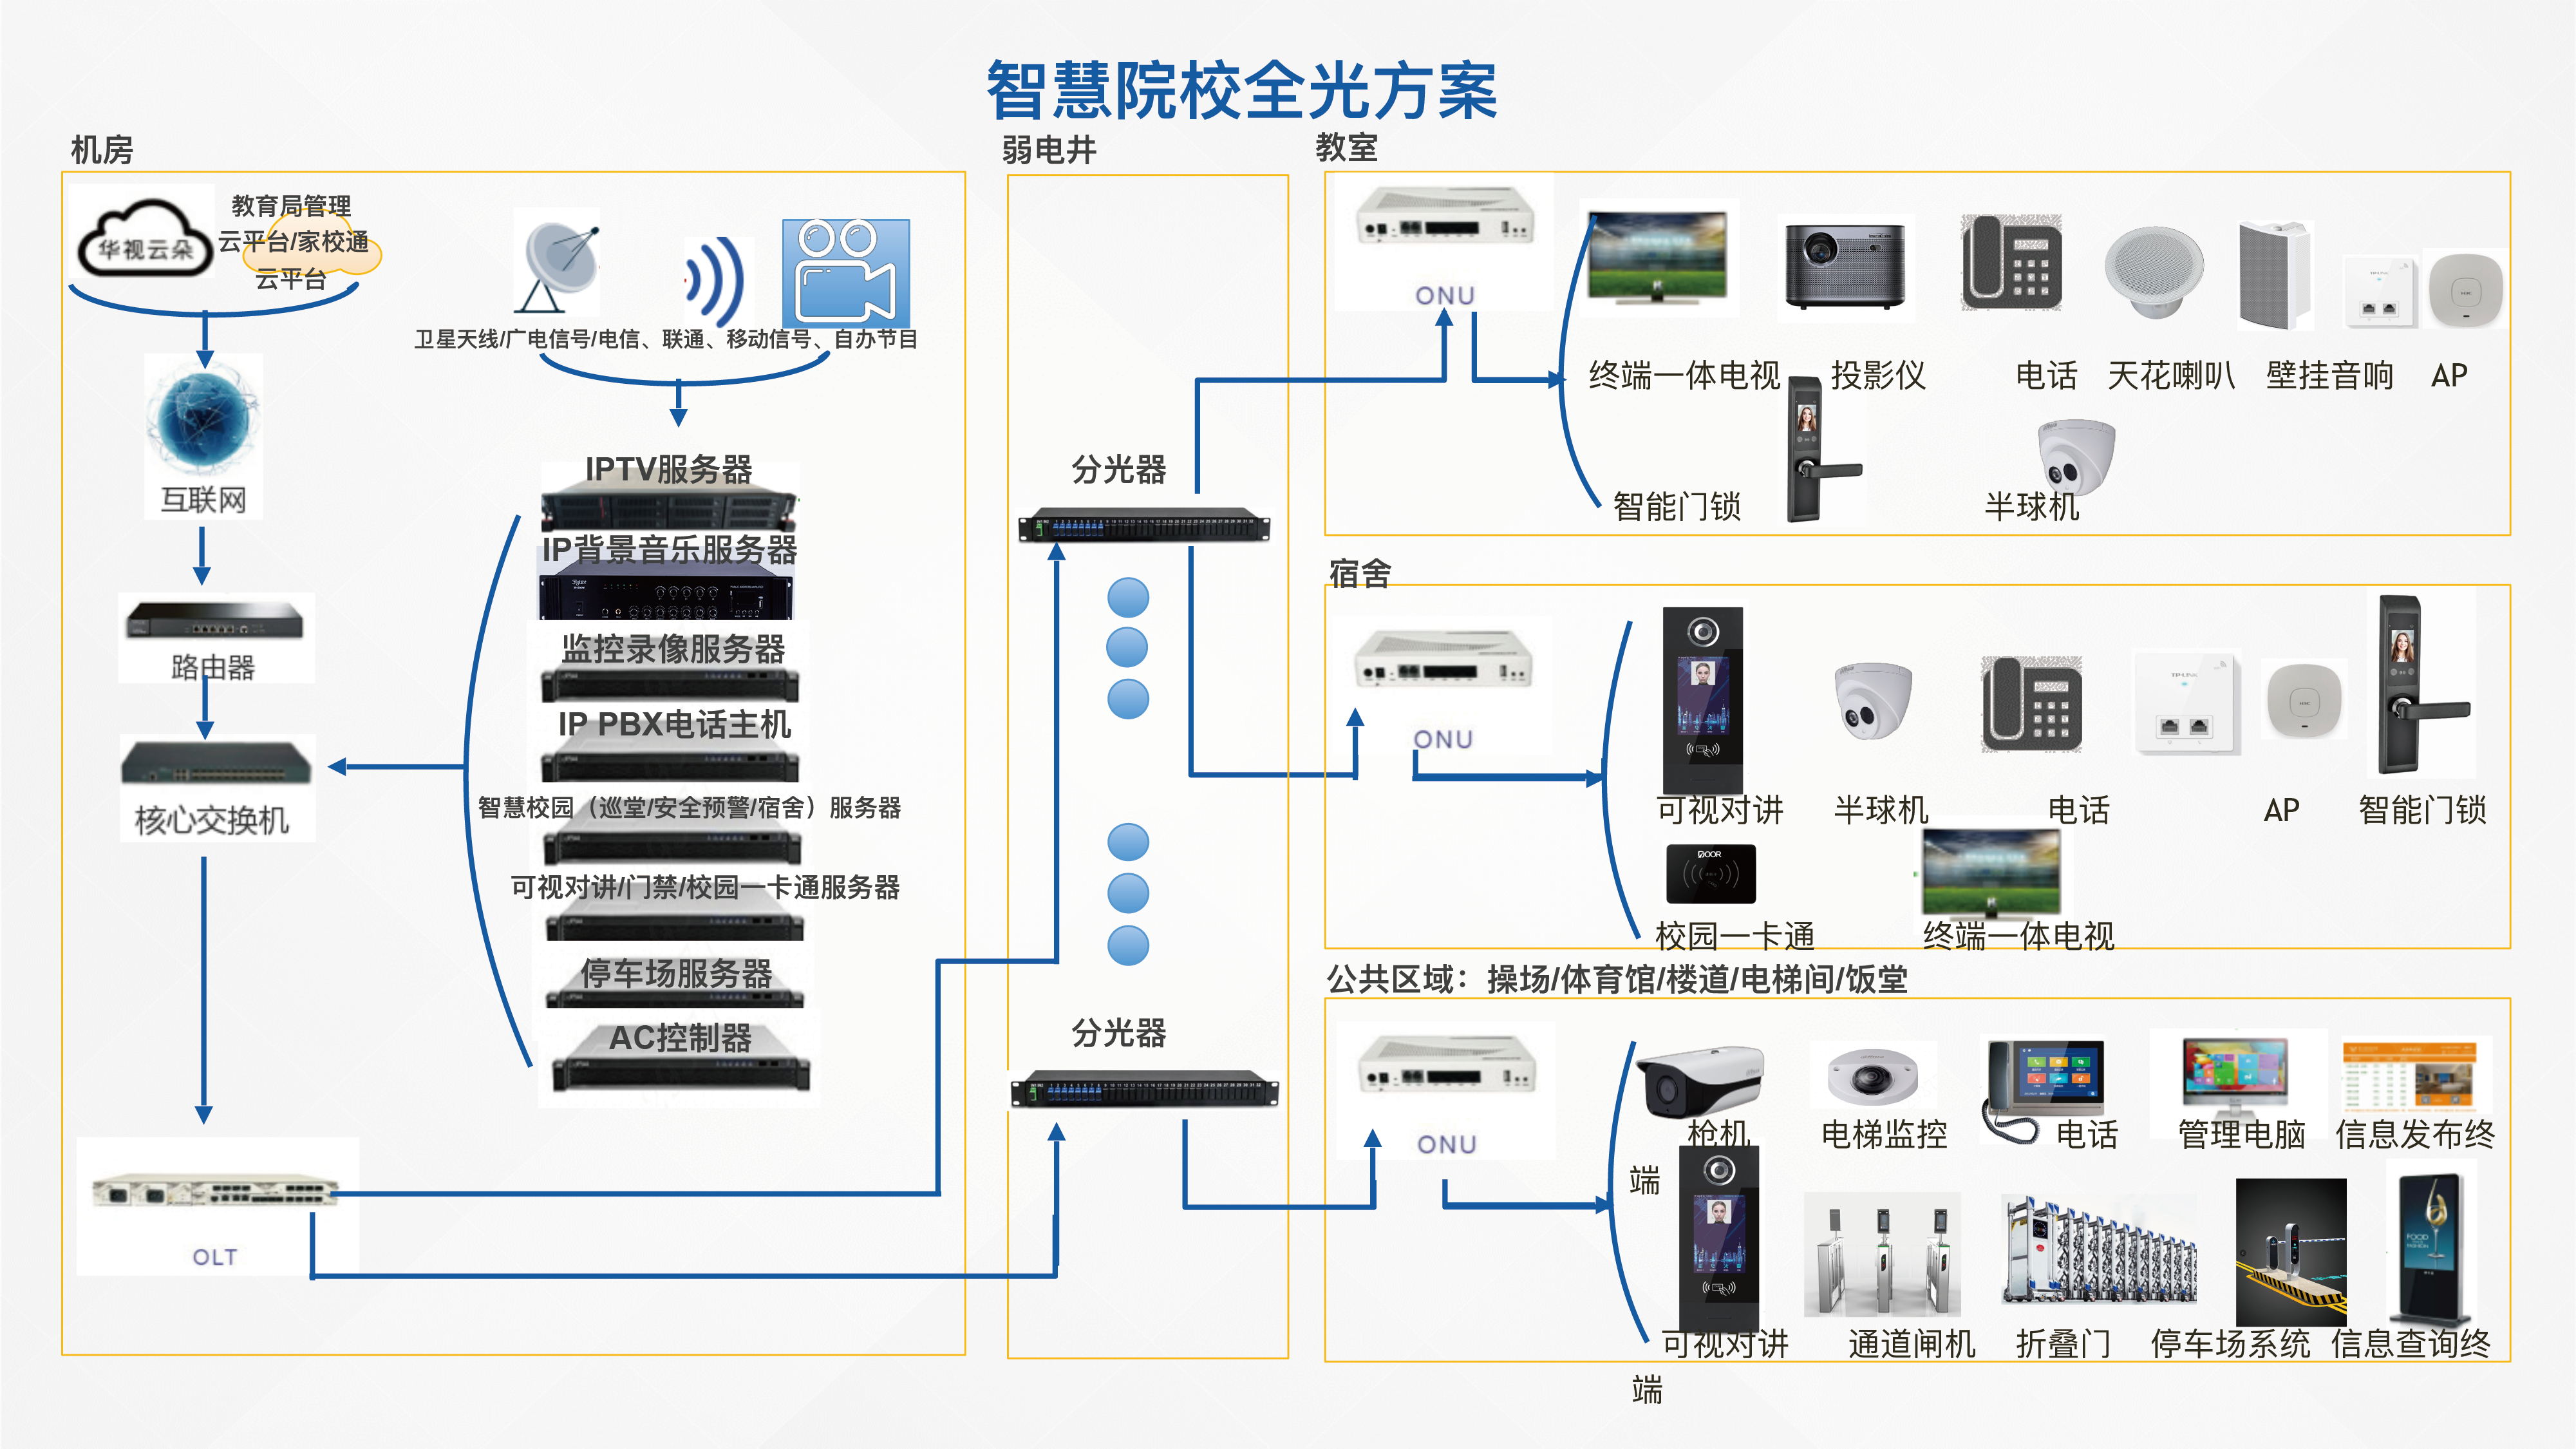 智慧院校全光方案
机房
弱电井
教室
华视云朵
教育局管理
云平台/家校通
云平台
卫星天线/广电信号/电信、联通、移动信号、自办节目
互联网
路由器
核心交换机
OLT
IPTV服务器
IP背景音乐服务器
监控录像服务器
IP PBX电话主机
智慧校园（巡堂/安全预警/宿舍）服务器
可视对讲/门禁/校园一卡通服务器
停车场服务器
AC控制器
分光器
分光器
ONU
终端一体电视
投影仪
电话
天花喇叭
壁挂音响
AP
智能门锁
半球机
宿舍
ONU
可视对讲
半球机
电话
AP
智能门锁
DOOR
校园一卡通
终端一体电视
公共区域：操场/体育馆/楼道/电梯间/饭堂
ONU
枪机
电梯监控
电话
管理电脑
信息发布终
端
FOOD
FASHION
可视对讲
通道闸机
折叠门
停车场系统
信息查询终
端